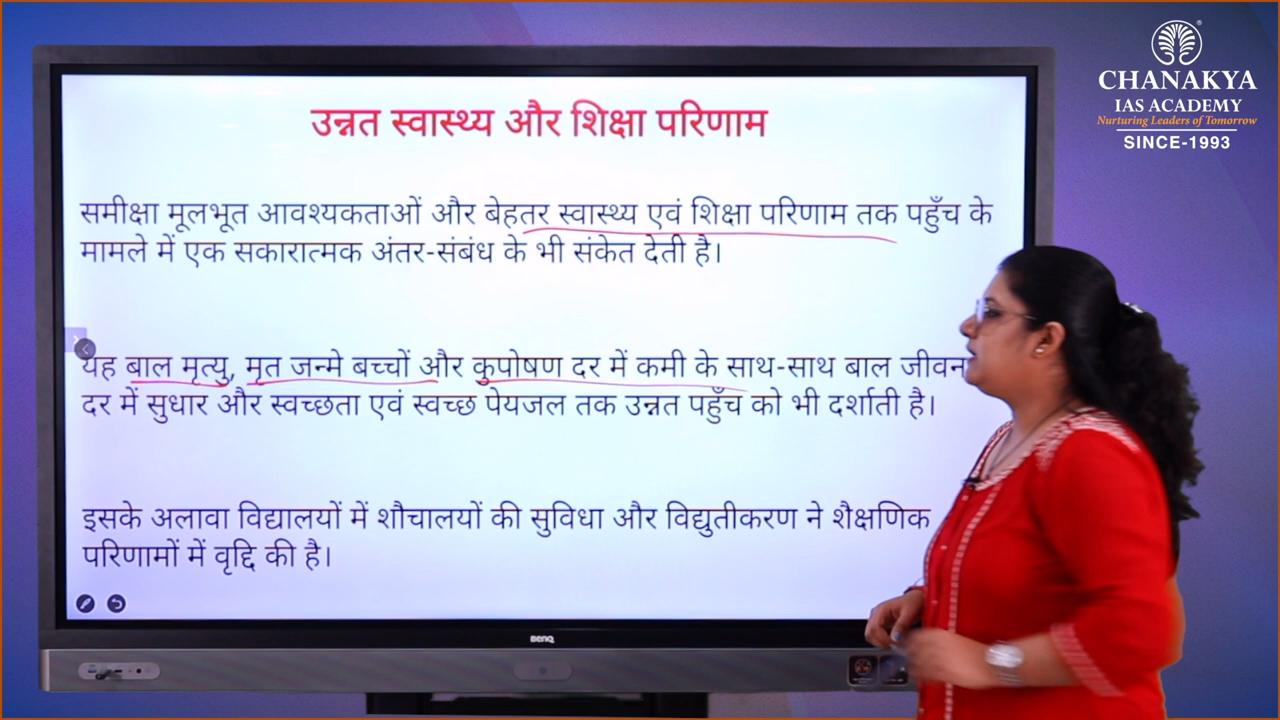 CHANAKYA
IAS ACADEMY
Nurturing Leaders of Tomorrow
SINCE-1993
उन्नत स्वास्थ्य और शिक्षा परिणाम
समीक्षा मूलभूत आवश्यकताओं और बेहतर स्वास्थ्य एवं शिक्षा परिणाम तक पहुँच के
मामले में एक सकारात्मक अंतर-संबंध के भी संकेत देती है।
यह बाल मृत्यु, मृत जन्मे बच्चों और कुपोषण दर में कमी के साथ-साथ बाल जीवन
दर में सुधार और स्वच्छता एवं स्वच्छ पेयजल तक उन्नत पहुँच को भी दर्शाती है।
इसके अलावा विद्यालयों में शौचालयों की सुविधा और विद्युतीकरण ने शैक्षणिक
परिणामों में वृद्दि की है।
BenQ